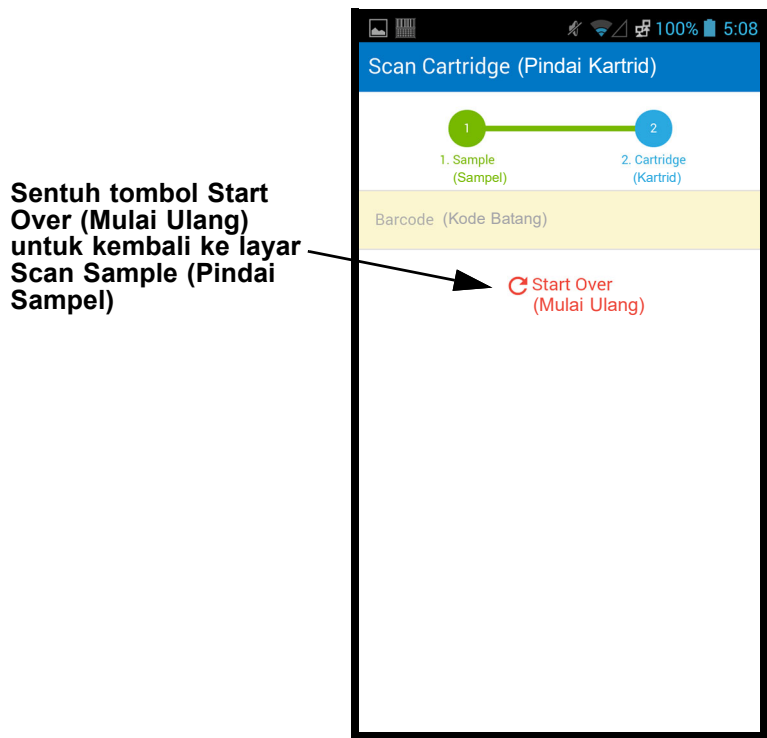 100% 5:08
Scan Cartridge (Pindai Kartrid)
1 2
1. Sample 2. Cartridge
(Sampel) (Kartrid)
Sentuh tombol Start
Over (Mulai Ulang)
untuk kembali ke layar
Scan Sample (Pindai
Sampel)
Barcode (Kode Batang)
Start Over
(Mulai Ulang)